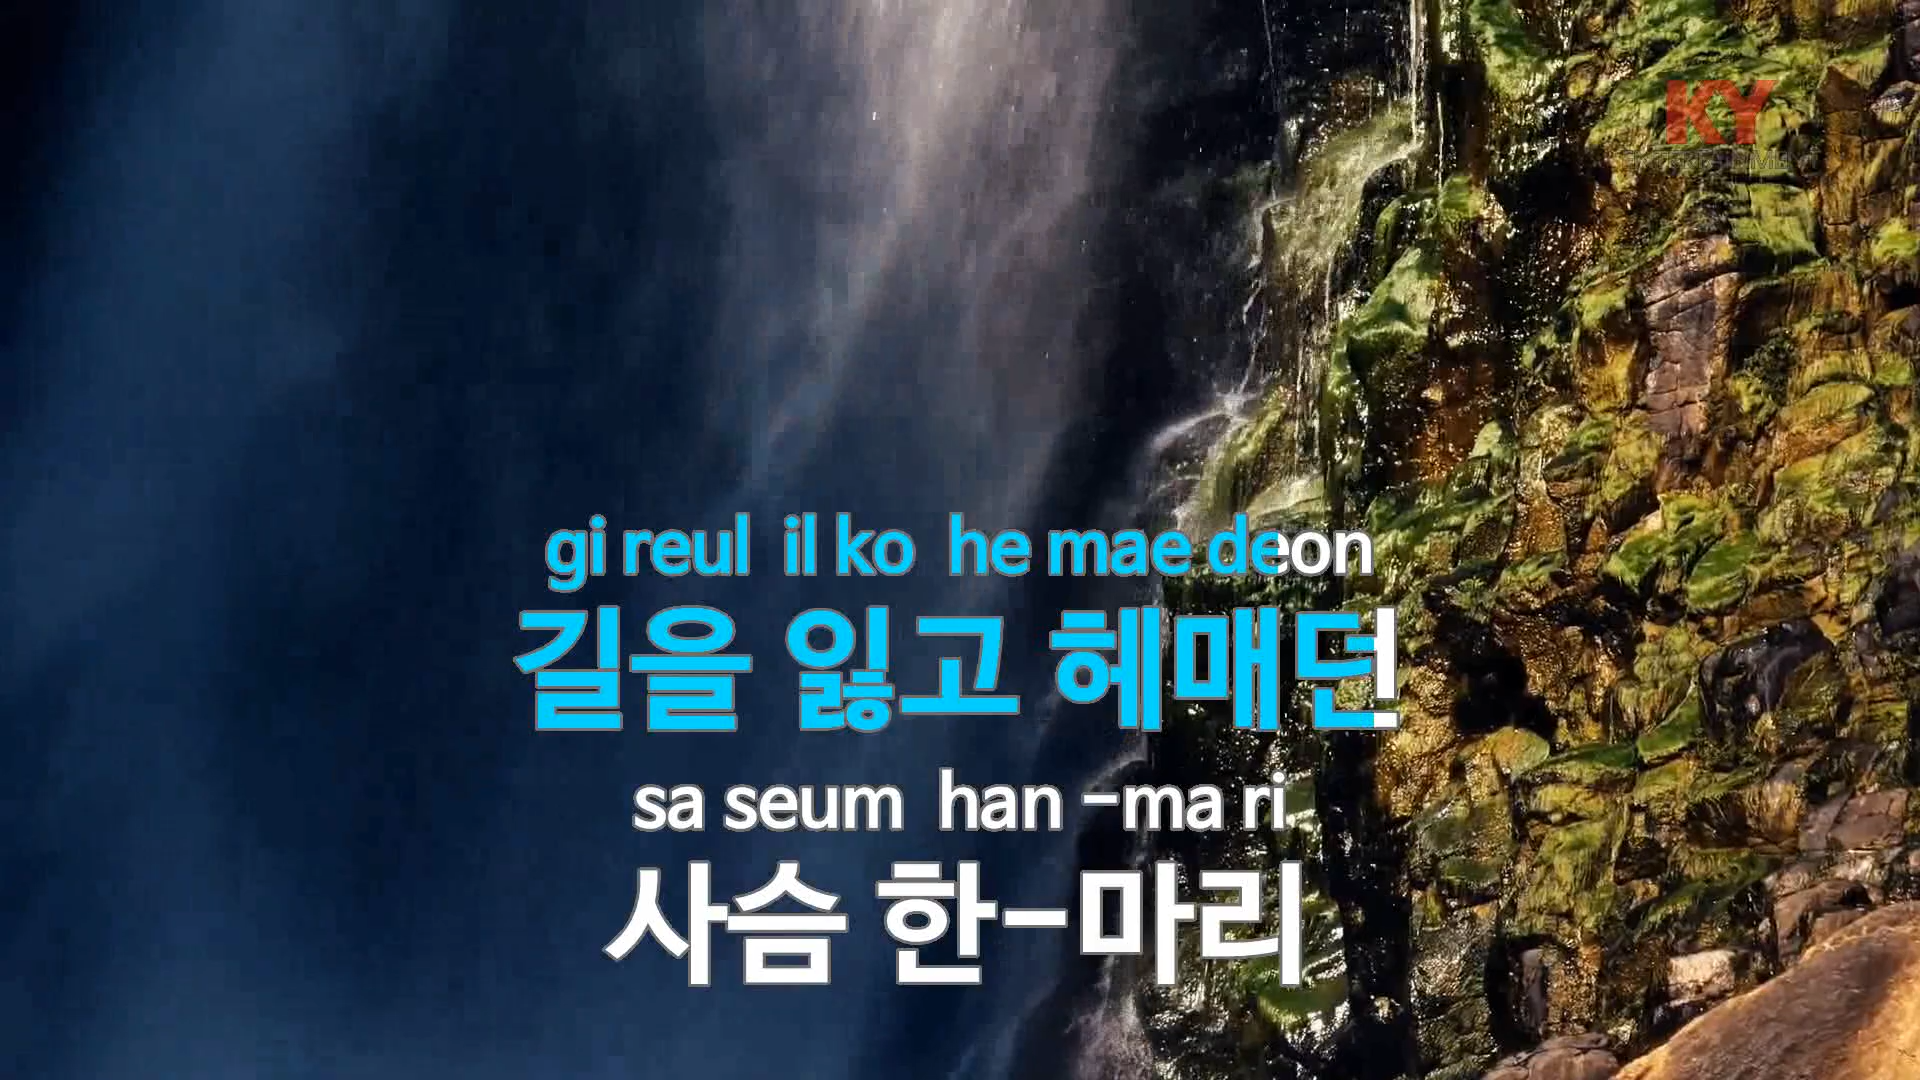 KY
ENTERTAINMENT
gi reul il ko he mae deon
길을 잃고 헤매던
sa seum han -ma ri
사슴 한-마리